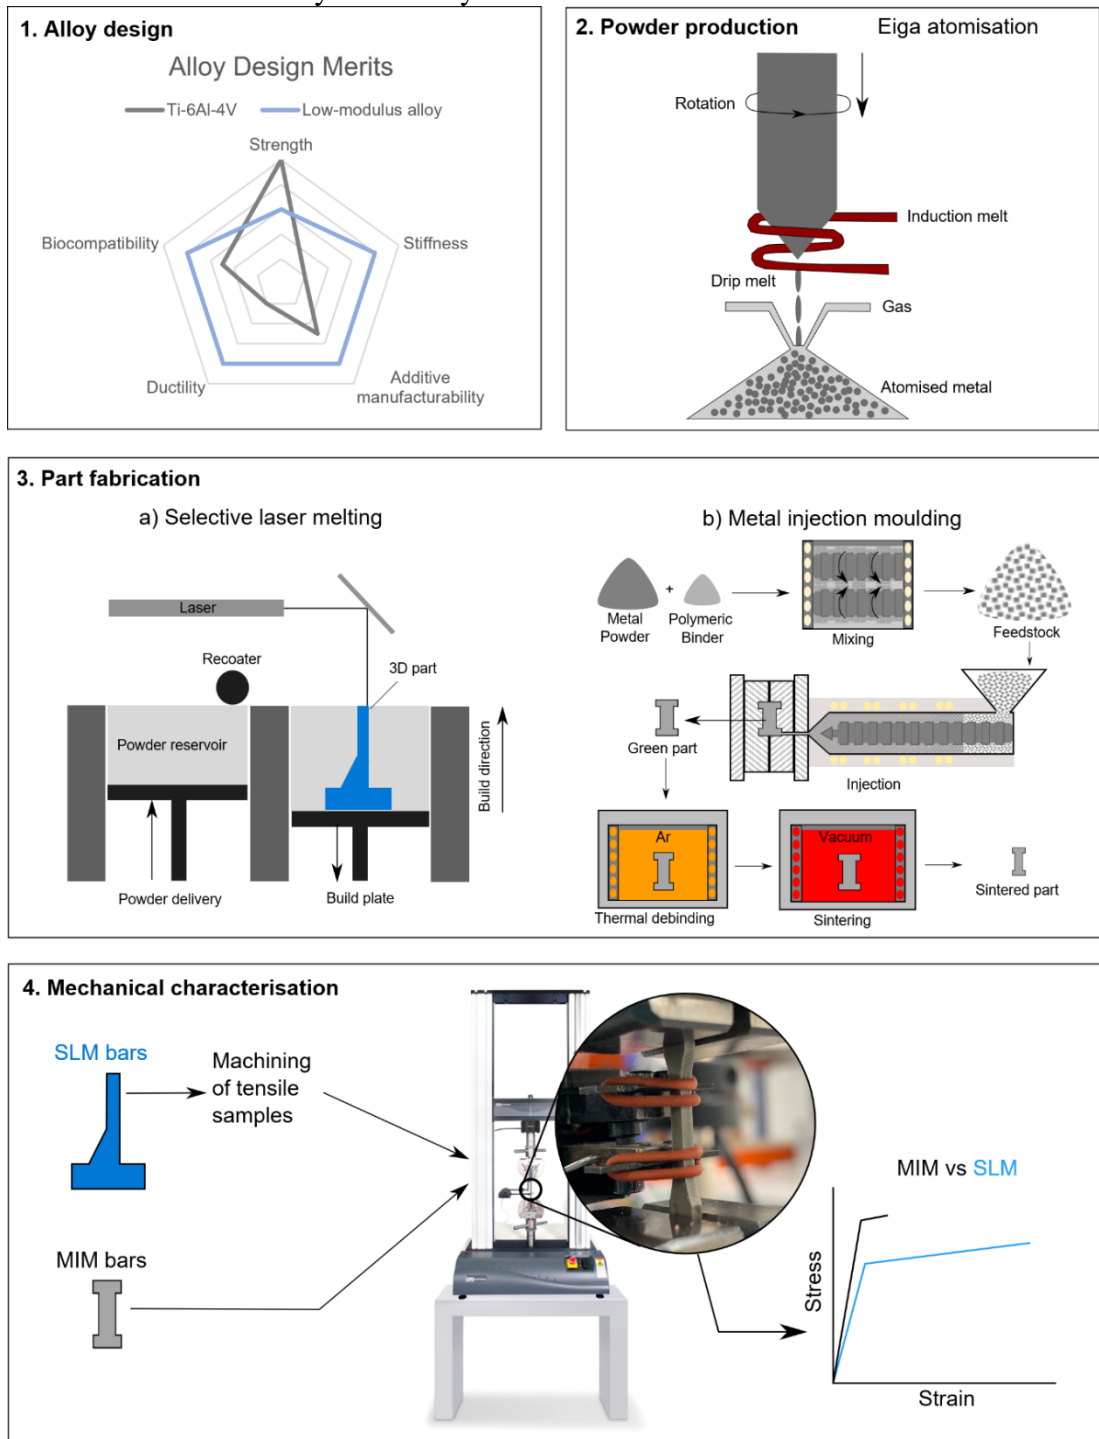 1. Alloy design
Alloy Design Merits
Ti-6Al-4V
Low-modulus alloy
Strength
Biocompatibility
Stiffness
Ductility
Additive
manufacturability
2. Powder production
Eiga atomisation
Rotation
Induction melt
Drip melt
Gas
Atomised metal
3. Part fabrication
a) Selective laser melting
Laser
Recoater
3D part
Powder reservoir
Build direction
Powder delivery
Build plate
b) Metal injection moulding
+
Metal
Powder
Polymeric
Binder
Mixing
Feedstock
Green part
Injection
Ar
Thermal debinding
Vacuum
Sintering
Sintered part
4. Mechanical characterisation
SLM bars
Machining
of tensile
samples
MIM bars
MIM vs SLM
Stress
Strain